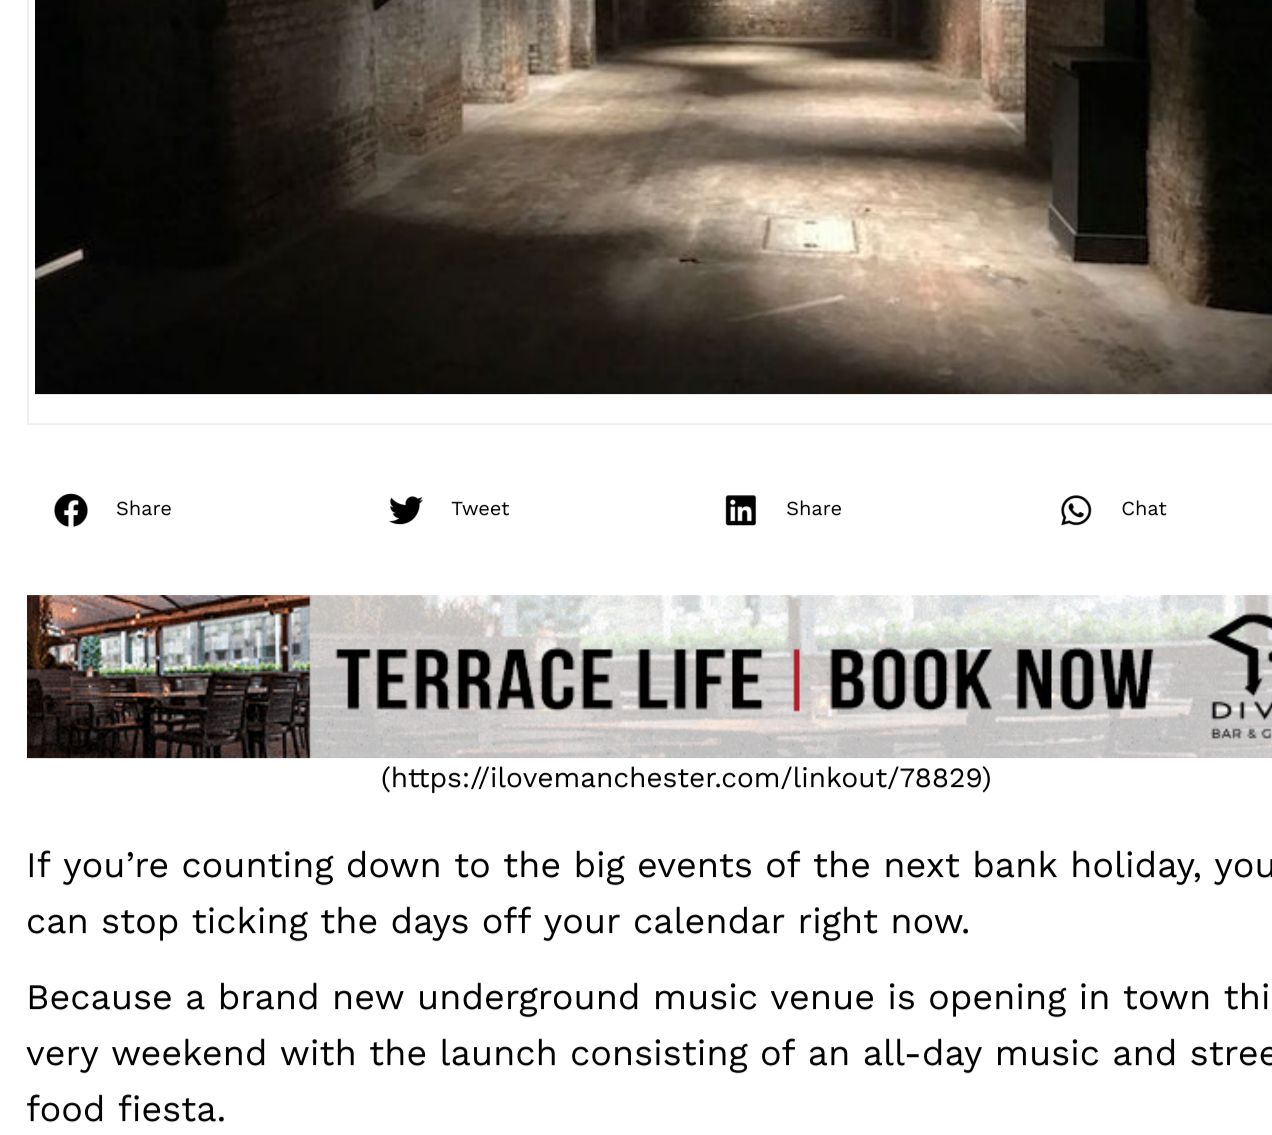 Share
Tweet
Share
Chat
TERRACE LIFE | BOOK NOW
BAR &
(https://ilovemanchester.com/linkout/78829)
If you’re counting down to the big events of the next bank holiday, you
can stop ticking the days off your calendar right now.
Because a brand new underground music venue is opening in town
very weekend with the launch consisting of an all-day music and
food fiesta.